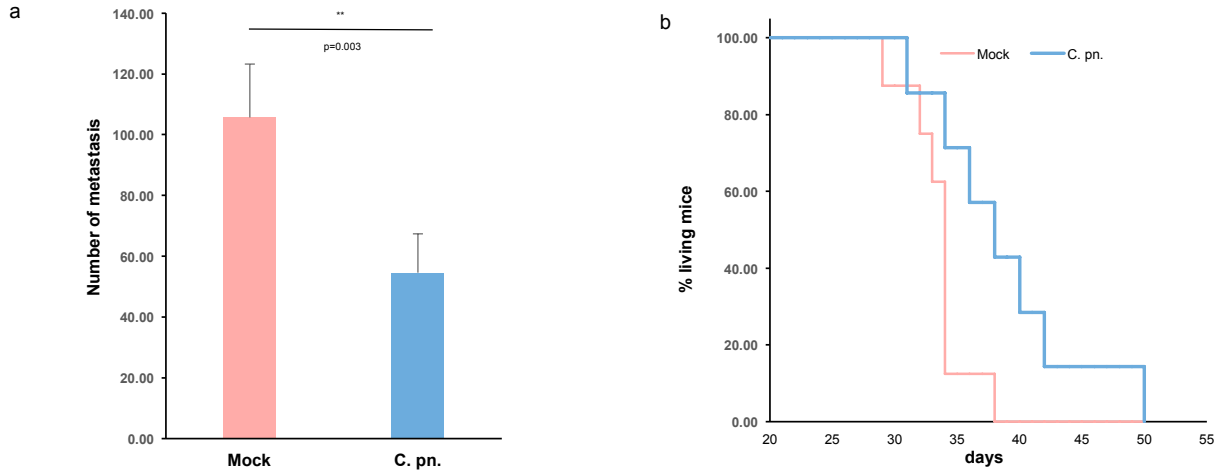 a
140.00
120.00
100.00
80.00
60.00
40.00
20.00
0.00
Number of metastasis
**
p=0.003
Mock
C. pn.
b
100.00
80.00
60.00
40.00
20.00
0.00
% living mice
Mock
C. pn.
20 25 30 35 40 45 50 55
days